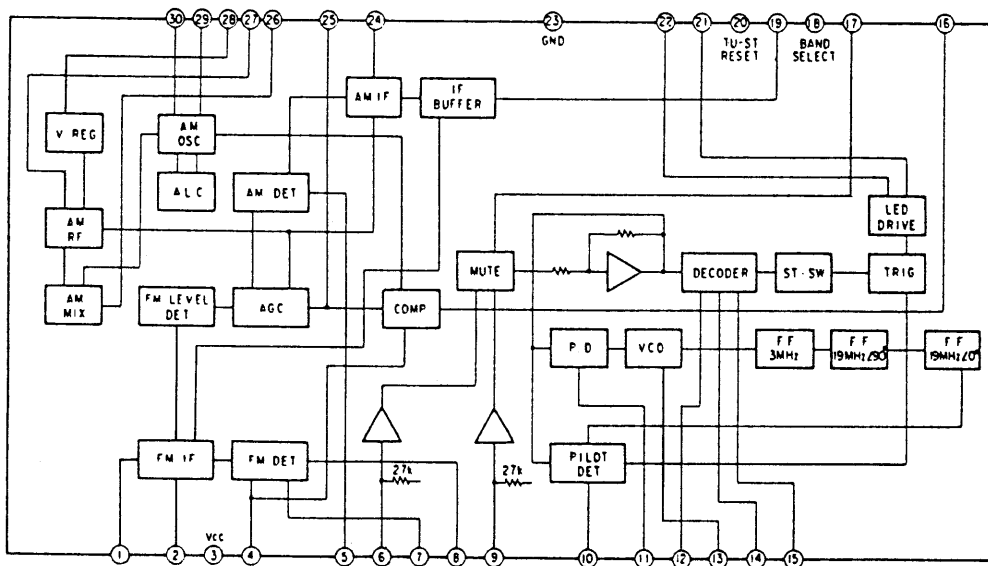 30 29 28 27 26 25 24 23 22 21 20 19 18 17 16
GND
TU-ST
RESET
BAND
SELECT
AM IF
IF
BUFFER
V REG
AM
OSC
ALC
AM DET
LED
DRIVE
AM
RF
MUTE
DECODER
ST-SW
TRIG
AM
MIX
FM LEVEL
DET
AGC
COMP
P D
VCO
F F
3MHz
F F
19MHz∠90°
F F
19MHz∠0°
FM IF
FM DET
27k
27k
PILOT
DET
VCC
1 2 3 4 5 6 7 8 9 10 11 12 13 14 15